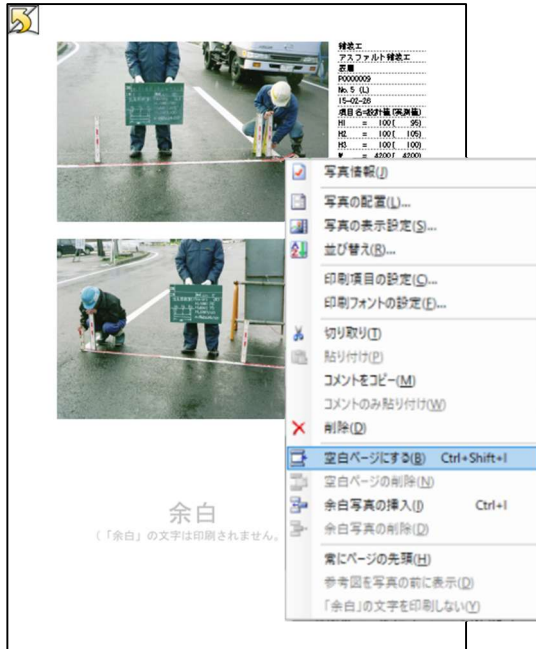 舗装工
アスファルト舗装工
表層
P0000009
No.5 (L)
15-02-26
項目名=設計値(実測値)
H1 = 100( 95)
H2 = 100( 105)
H3 = 100( 100)
W = 4200( 4200)
写真情報(J)
写真の配置(L)...
写真の表示設定(S)...
並び替え(R)...
印刷項目の設定(C)...
印刷フォントの設定(F)...
切り取り(T)
貼り付け(P)
コメントをコピー(M)
コメントのみ貼り付け(W)
削除(D)
空白ページにする(B) Ctrl+Shift+I
空白ページの削除(N)
余白写真の挿入(I) Ctrl+I
余白写真の削除(D)
常にページの先頭(H)
参考図を写真の前に表示(Q)
「余白」の文字を印刷しない(Y)
余白
(「余白」の文字は印刷されません。